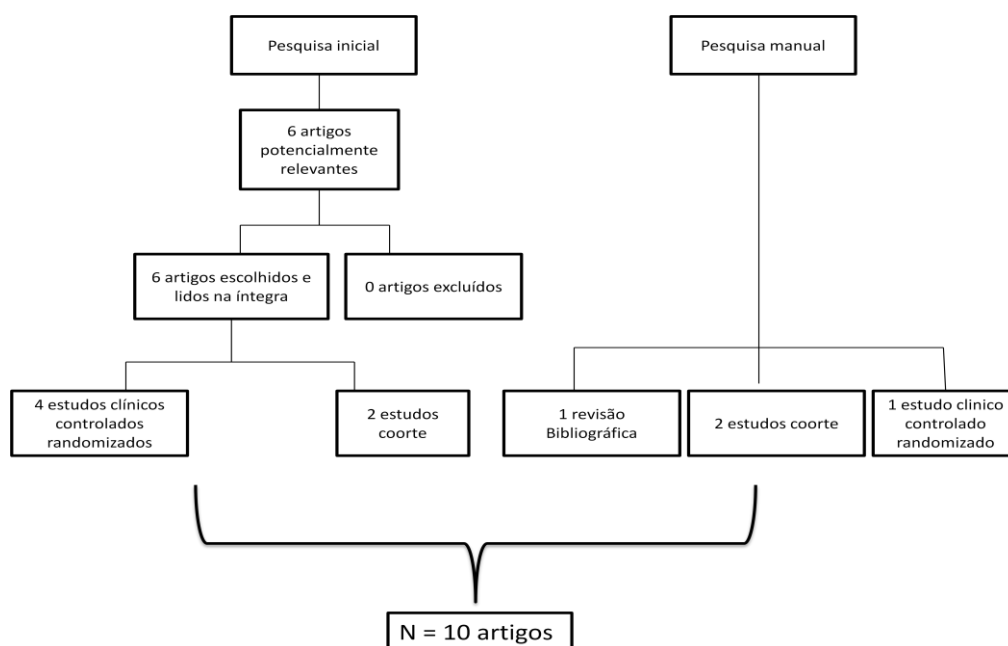 Pesquisa inicial
Pesquisa manual
6 artigos
potencialmente
relevantes
6 artigos escolhidos e
lidos na íntegra
0 artigos excluídos
4 estudos clínicos
controlados
randomizados
2 estudos
coorte
1 revisão
Bibliográfica
2 estudos coorte
1 estudo clinico
controlado
randomizado
N = 10 artigos